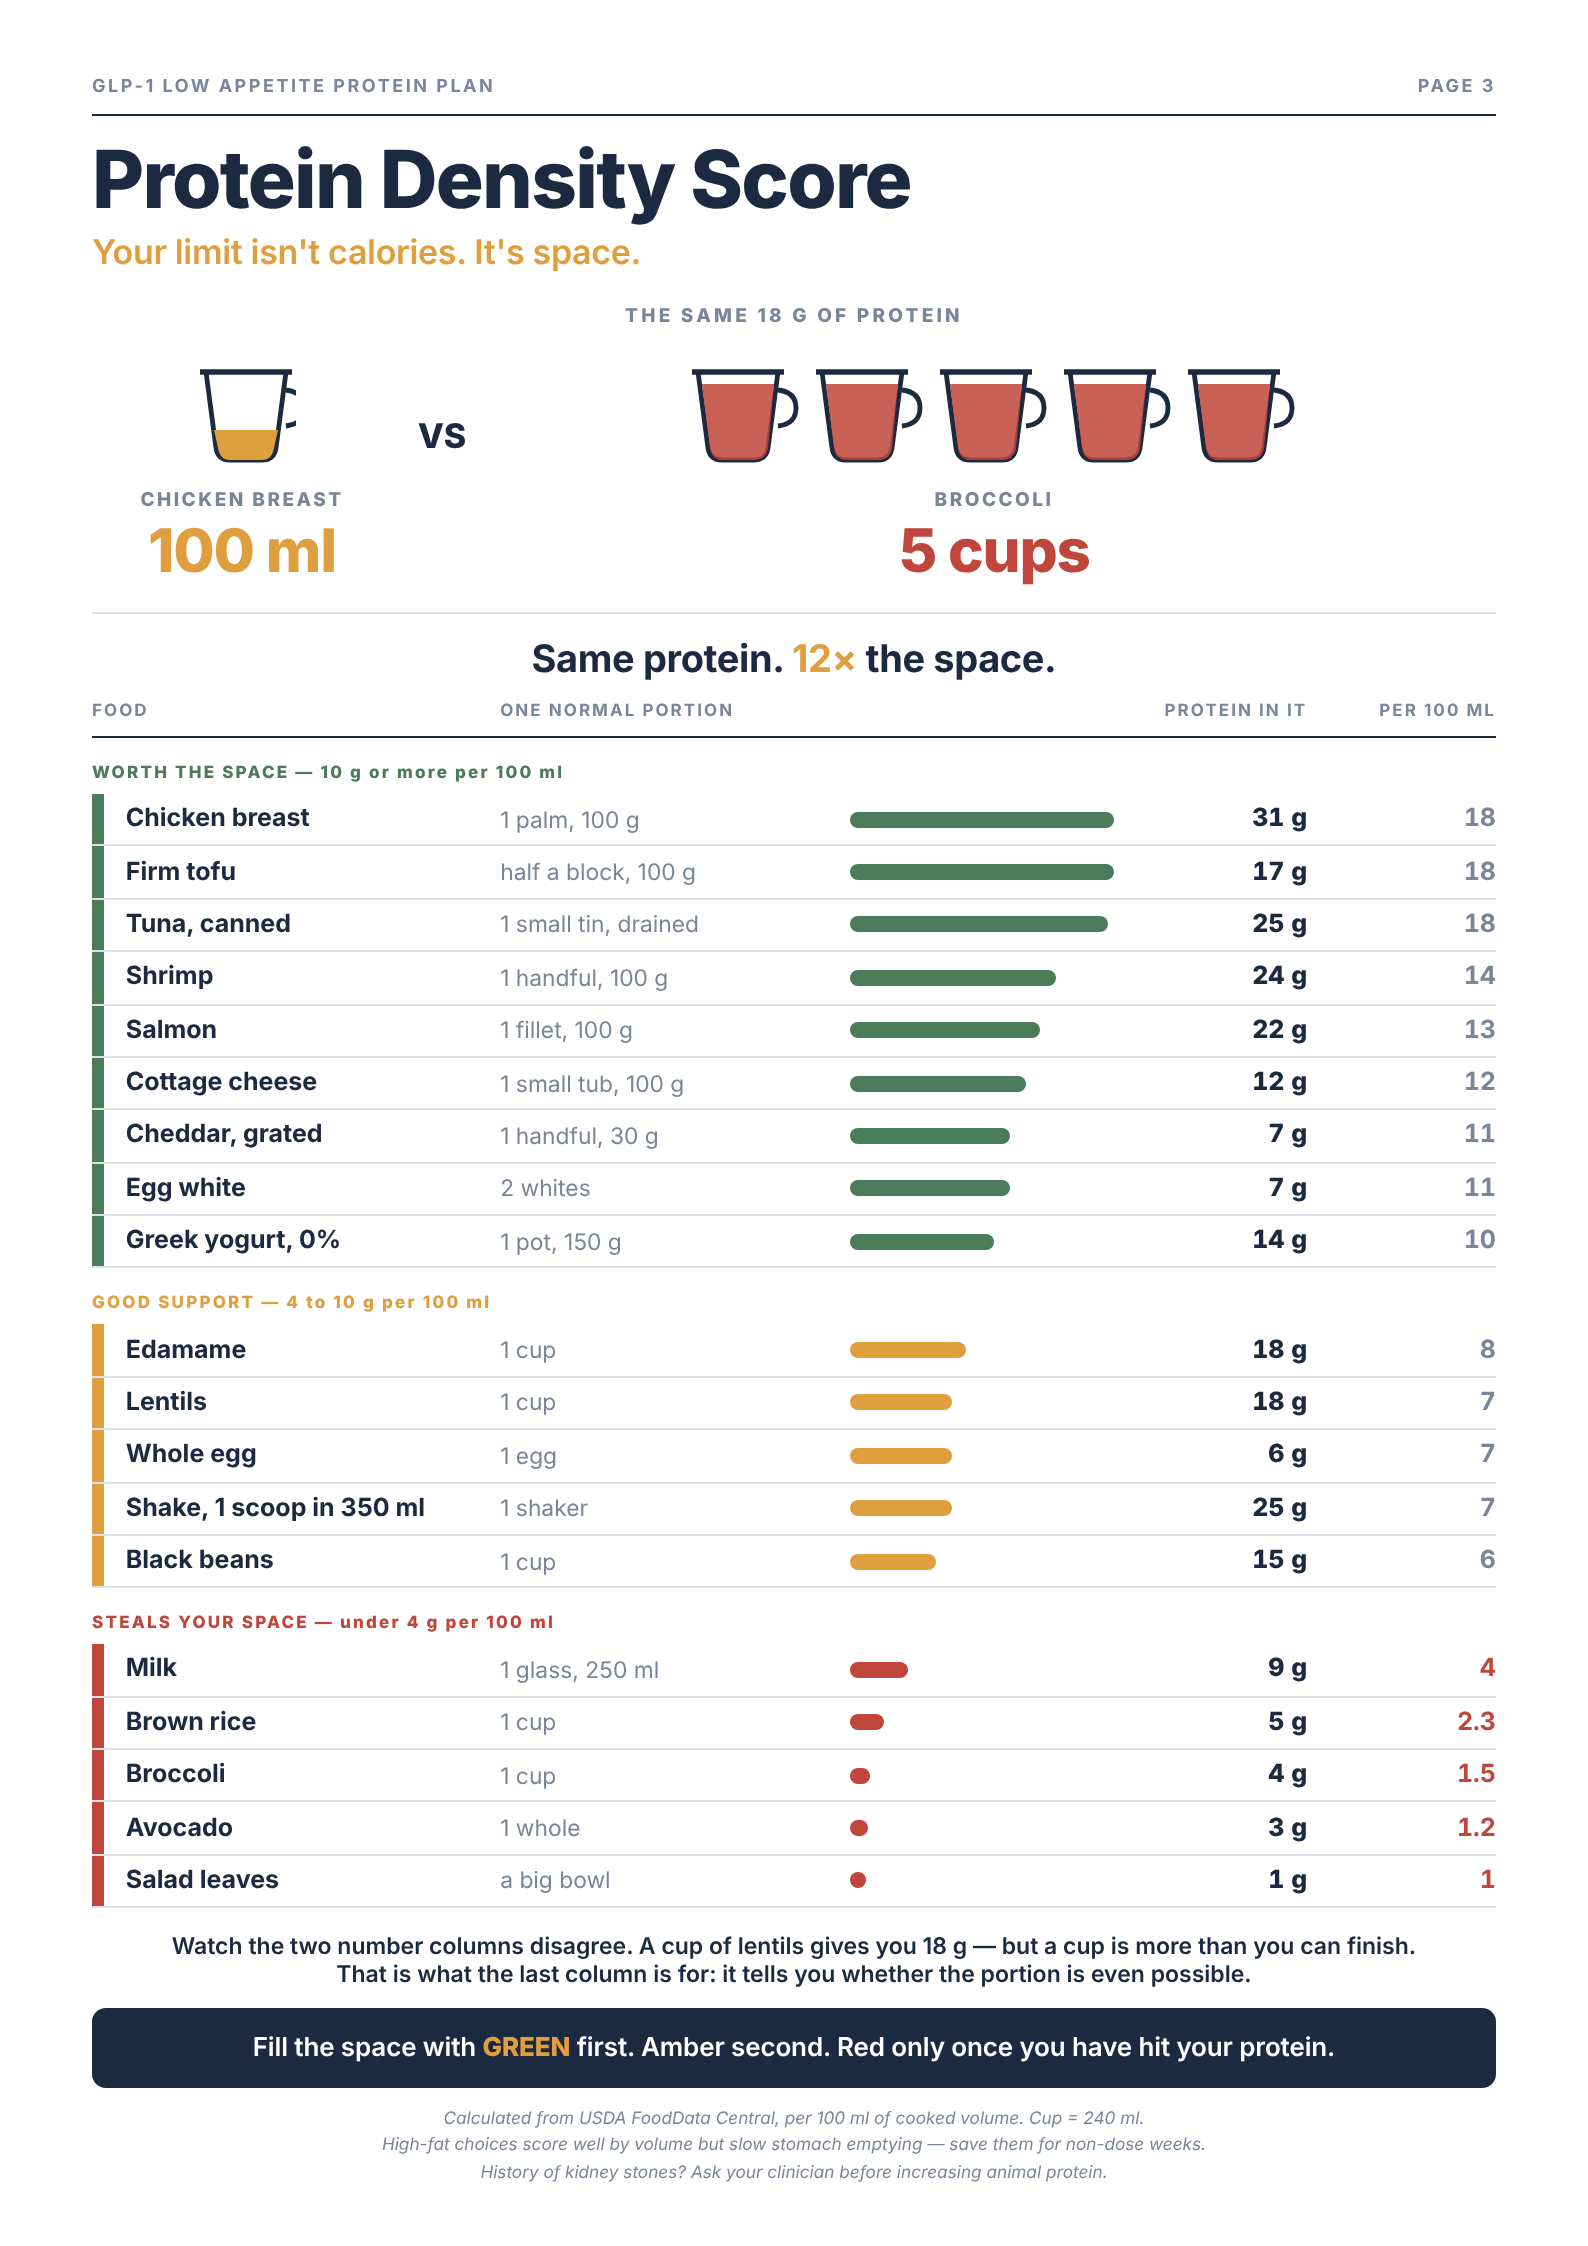 GLP-1 LOW APPETITE PROTEIN PLAN PAGE 3
Protein Density Score
Your limit isn't calories. It's space.
THE SAME 18 G OF PROTEIN
vs
CHICKEN BREAST BROCCOLI
100 ml 5 cups
Same protein. 12× the space.
FOOD ONE NORMAL PORTION PROTEIN IN IT PER 100 ML
WORTH THE SPACE — 10 g or more per 100 ml
Chicken breast 1 palm, 100 g 31 g 18
Firm tofu half a block, 100 g 17 g 18
Tuna, canned 1 small tin, drained 25 g 18
Shrimp 1 handful, 100 g 24 g 14
Salmon 1 fillet, 100 g 22 g 13
Cottage cheese 1 small tub, 100 g 12 g 12
Cheddar, grated 1 handful, 30 g 7 g 11
Egg white 2 whites 7 g 11
Greek yogurt, 0% 1 pot, 150 g 14 g 10
GOOD SUPPORT — 4 to 10 g per 100 ml
Edamame 1 cup 18 g 8
Lentils 1 cup 18 g 7
Whole egg 1 egg 6 g 7
Shake, 1 scoop in 350 ml 1 shaker 25 g 7
Black beans 1 cup 15 g 6
STEALS YOUR SPACE — under 4 g per 100 ml
Milk 1 glass, 250 ml 9 g 4
Brown rice 1 cup 5 g 2.3
Broccoli 1 cup 4 g 1.5
Avocado 1 whole 3 g 1.2
Salad leaves a big bowl 1 g 1
Watch the two number columns disagree. A cup of lentils gives you 18 g — but a cup is more than you can finish.
That is what the last column is for: it tells you whether the portion is even possible.
Fill the space with GREEN first. Amber second. Red only once you have hit your protein.
Calculated from USDA FoodData Central, per 100 ml of cooked volume. Cup = 240 ml.
High-fat choices score well by volume but slow stomach emptying — save them for non-dose weeks.
History of kidney stones? Ask your clinician before increasing animal protein.